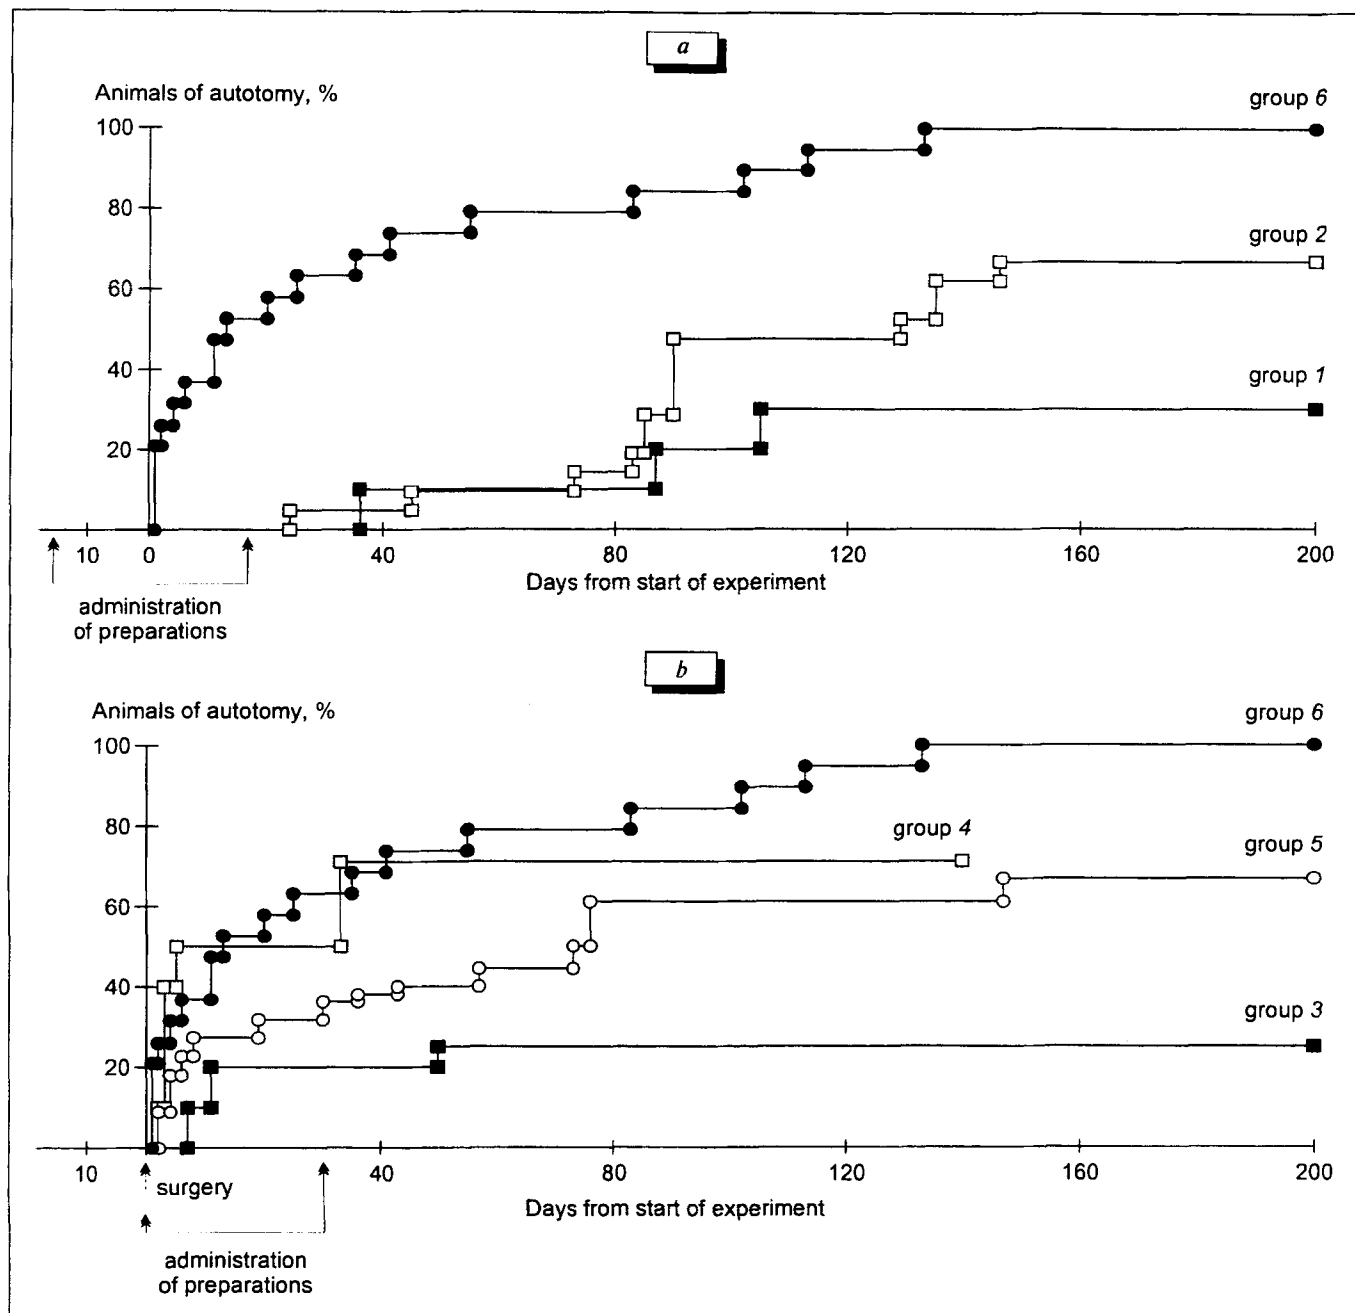 a
Animals of autotomy, %
group 6
100
80
group 2
60
40
group 1
20
10 0 40 80 120 160 200
Days from start of experiment
administration
of preparations
b
Animals of autotomy, %
group 6
100
80
group 4
group 5
60
40
group 3
20
10 40 80 120 160 200
surgery
Days from start of experiment
administration
of preparations